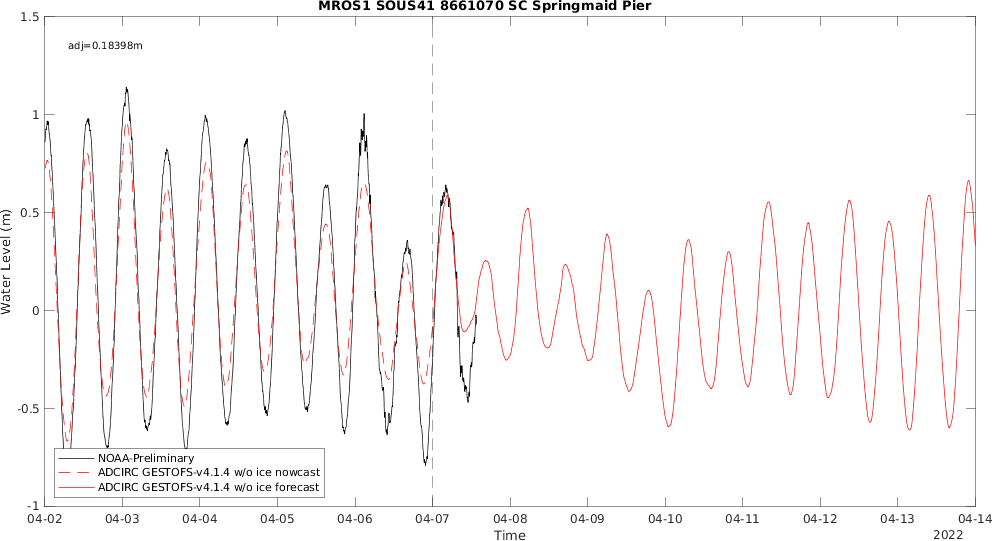 MROS1 SOUS41 8661070 SC Springmaid Pier
adj=0.18398m
Water Level (m)
1.5
1
0.5
0
-0.5
-1
NOAA-Preliminary
ADCIRC GESTOFS-v4.1.4 w/o ice nowcast
ADCIRC GESTOFS-v4.1.4 w/o ice forecast
04-02 04-03 04-04 04-05 04-06 04-07 04-08 04-09 04-10 04-11 04-12 04-13 04-14
Time
2022